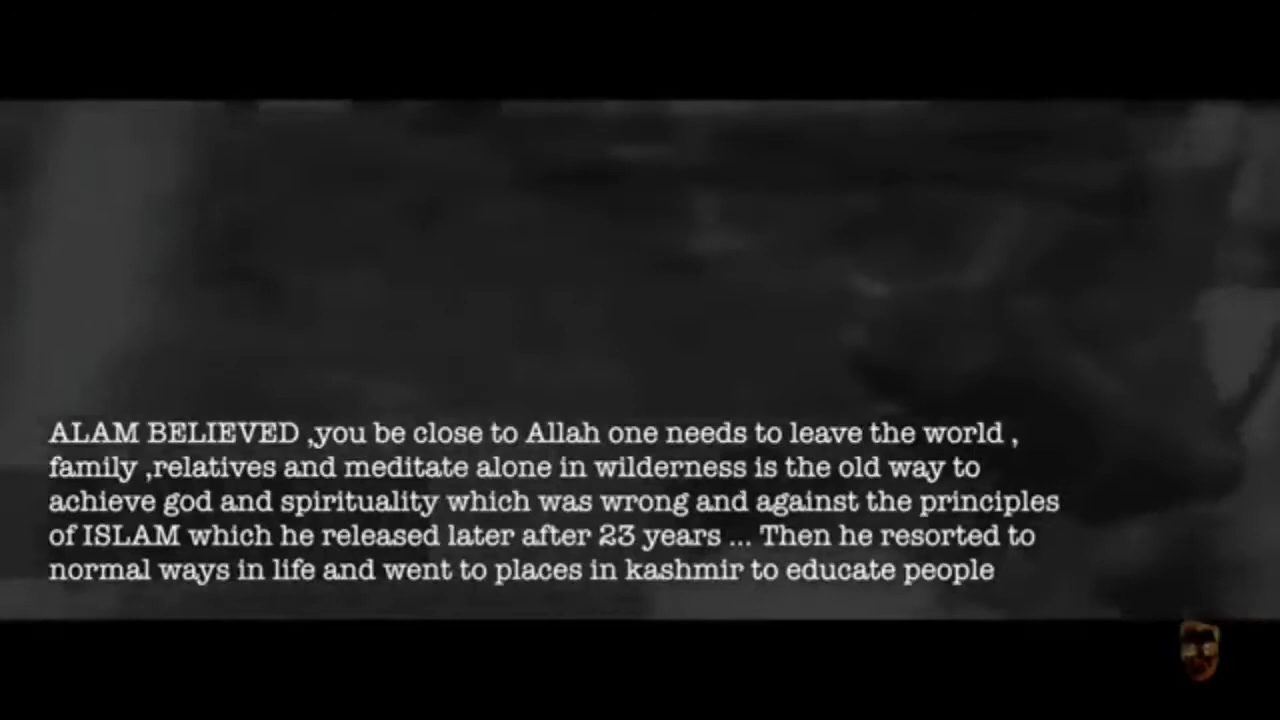 ALAM BELIEVED ,you be close to Allah one needs to leave the world ,
family ,relatives and meditate alone in wilderness is the old way to
achieve god and spirituality which was wrong and against the principles
of ISLAM which he released later after 23 years ... Then he resorted to
normal ways in life and went to places in kashmir to educate people